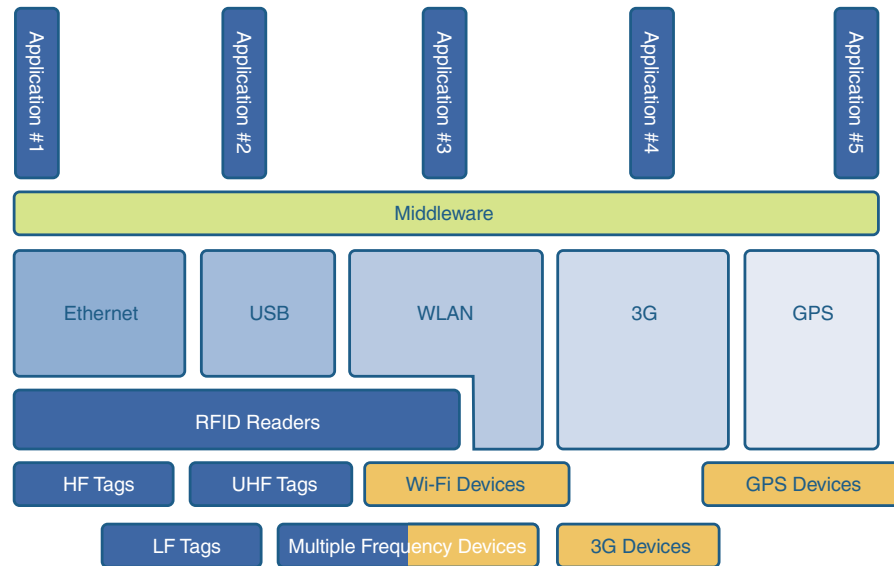 Application #1
Application #2
Application #3
Application #4
Application #5
Middleware
Ethernet
USB
WLAN
3G
GPS
RFID Readers
HF Tags
UHF Tags
Wi-Fi Devices
GPS Devices
LF Tags
Multiple Frequency Devices
3G Devices